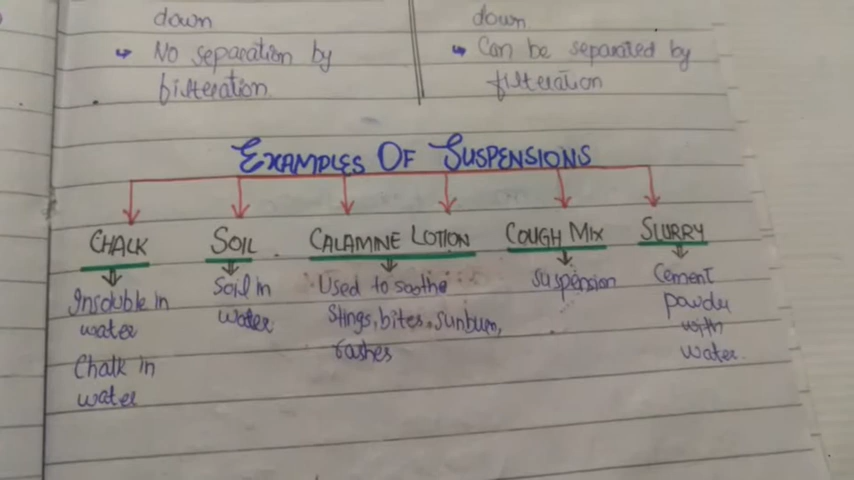 down
down
→ No separation by
filteration
→ Can be separated by
filteration
EXAMPLES OF SUSPENSIONS
CHALK
Insoluble in
water
Chalk in
water
SOIL
Soil in
water
CALAMINE LOTION
Used to soothe
Stings, bites, sunburn,
rashes
COUGH MIX
suspension
SLURRY
Cement
powder
with
water.